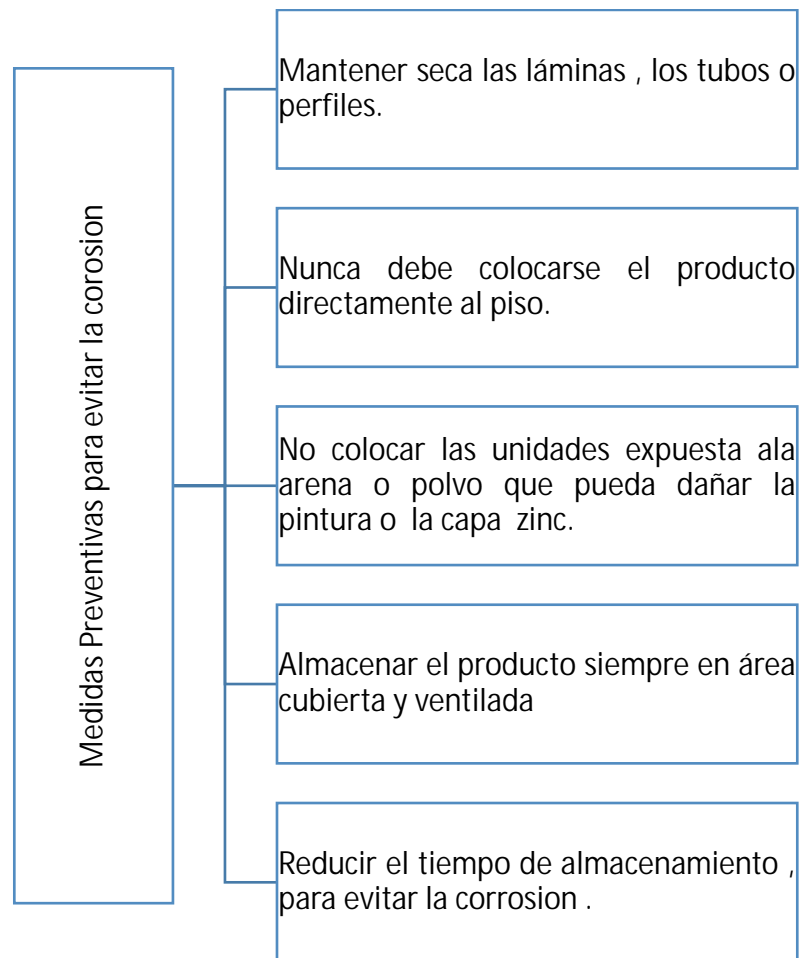 Medidas Preventivas para evitar la corosion
Mantener seca las láminas , los tubos o
perfiles.
Nunca debe colocarse el producto
directamente al piso.
No colocar las unidades expuesta ala
arena o polvo que pueda dañar la
pintura o la capa zinc.
Almacenar el producto siempre en área
cubierta y ventilada
Reducir el tiempo de almacenamiento ,
para evitar la corrosion .